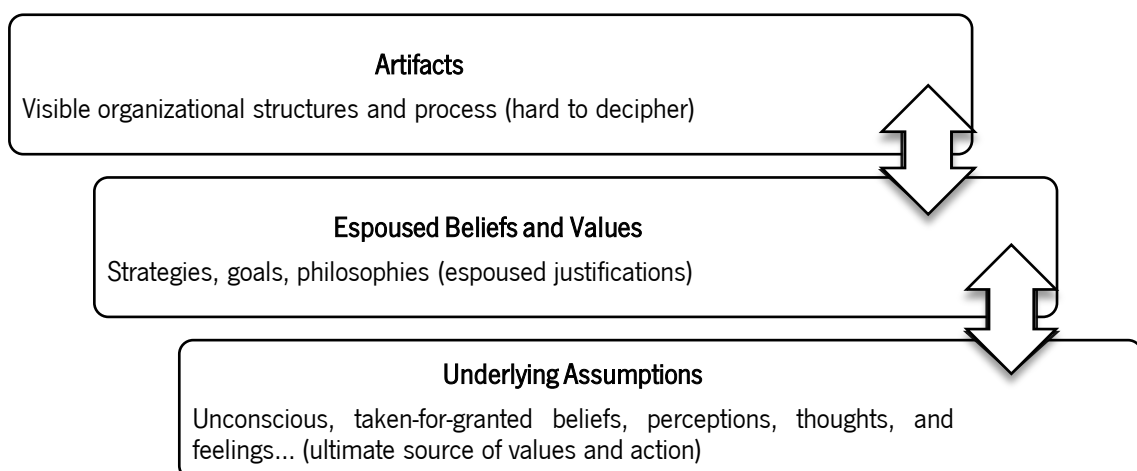 Artifacts
Visible organizational structures and process (hard to decipher)
Espoused Beliefs and Values
Strategies, goals, philosophies (espoused justifications)
Underlying Assumptions
Unconscious, taken-for-granted beliefs, perceptions, thoughts, and
feelings... (ultimate source of values and action)